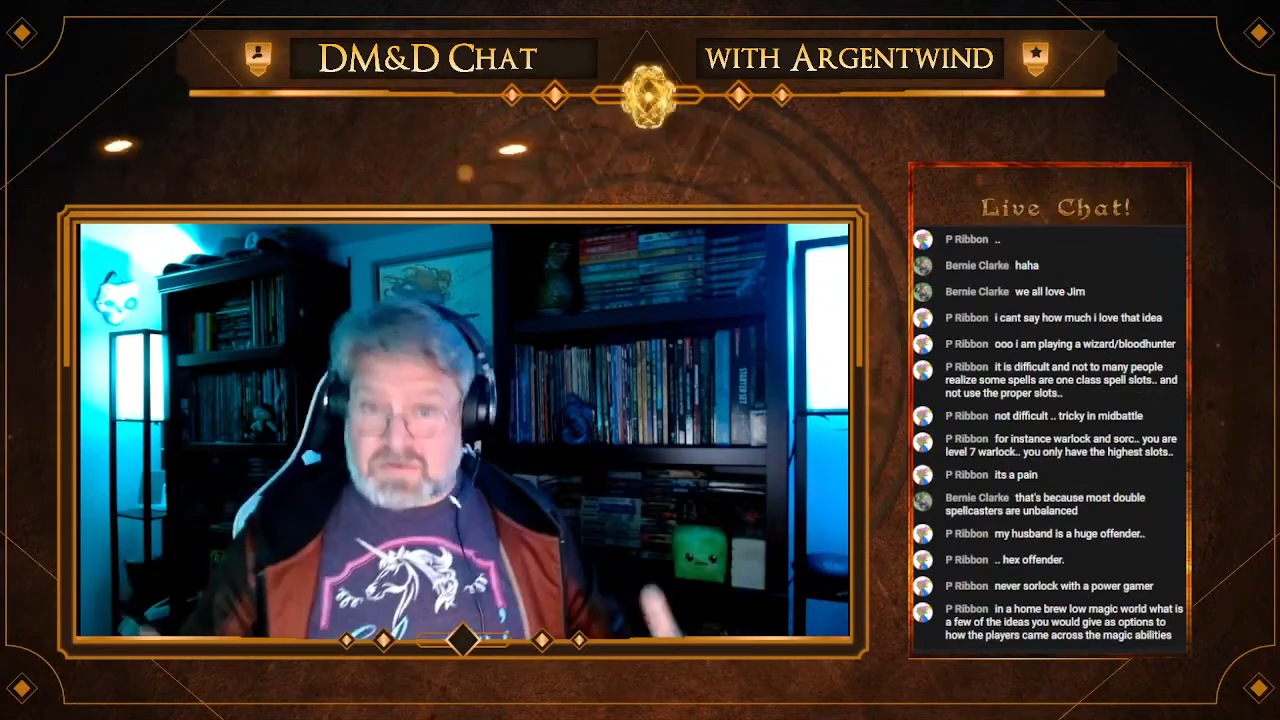 DM&D Chat
with Argentwind
Live Chat!
P Ribbon ..
Bernie Clarke haha
Bernie Clarke we all love Jim
P Ribbon i cant say how much i love that idea
P Ribbon ooo i am playing a wizard/bloodhunter
P Ribbon it is difficult and not to many people
realize some spells are one class spell slots.. and
not use the proper slots..
P Ribbon not difficult .. tricky in midbattle
P Ribbon for instance warlock and sorc.. you are
level 7 warlock.. you only have the highest slots..
P Ribbon its a pain
Bernie Clarke that's because most double
spellcasters are unbalanced
P Ribbon my husband is a huge offender..
P Ribbon .. hex offender.
P Ribbon never sorlock with a power gamer
P Ribbon in a home brew low magic world what is
a few of the ideas you would give as options to
how the players came across the magic abilities